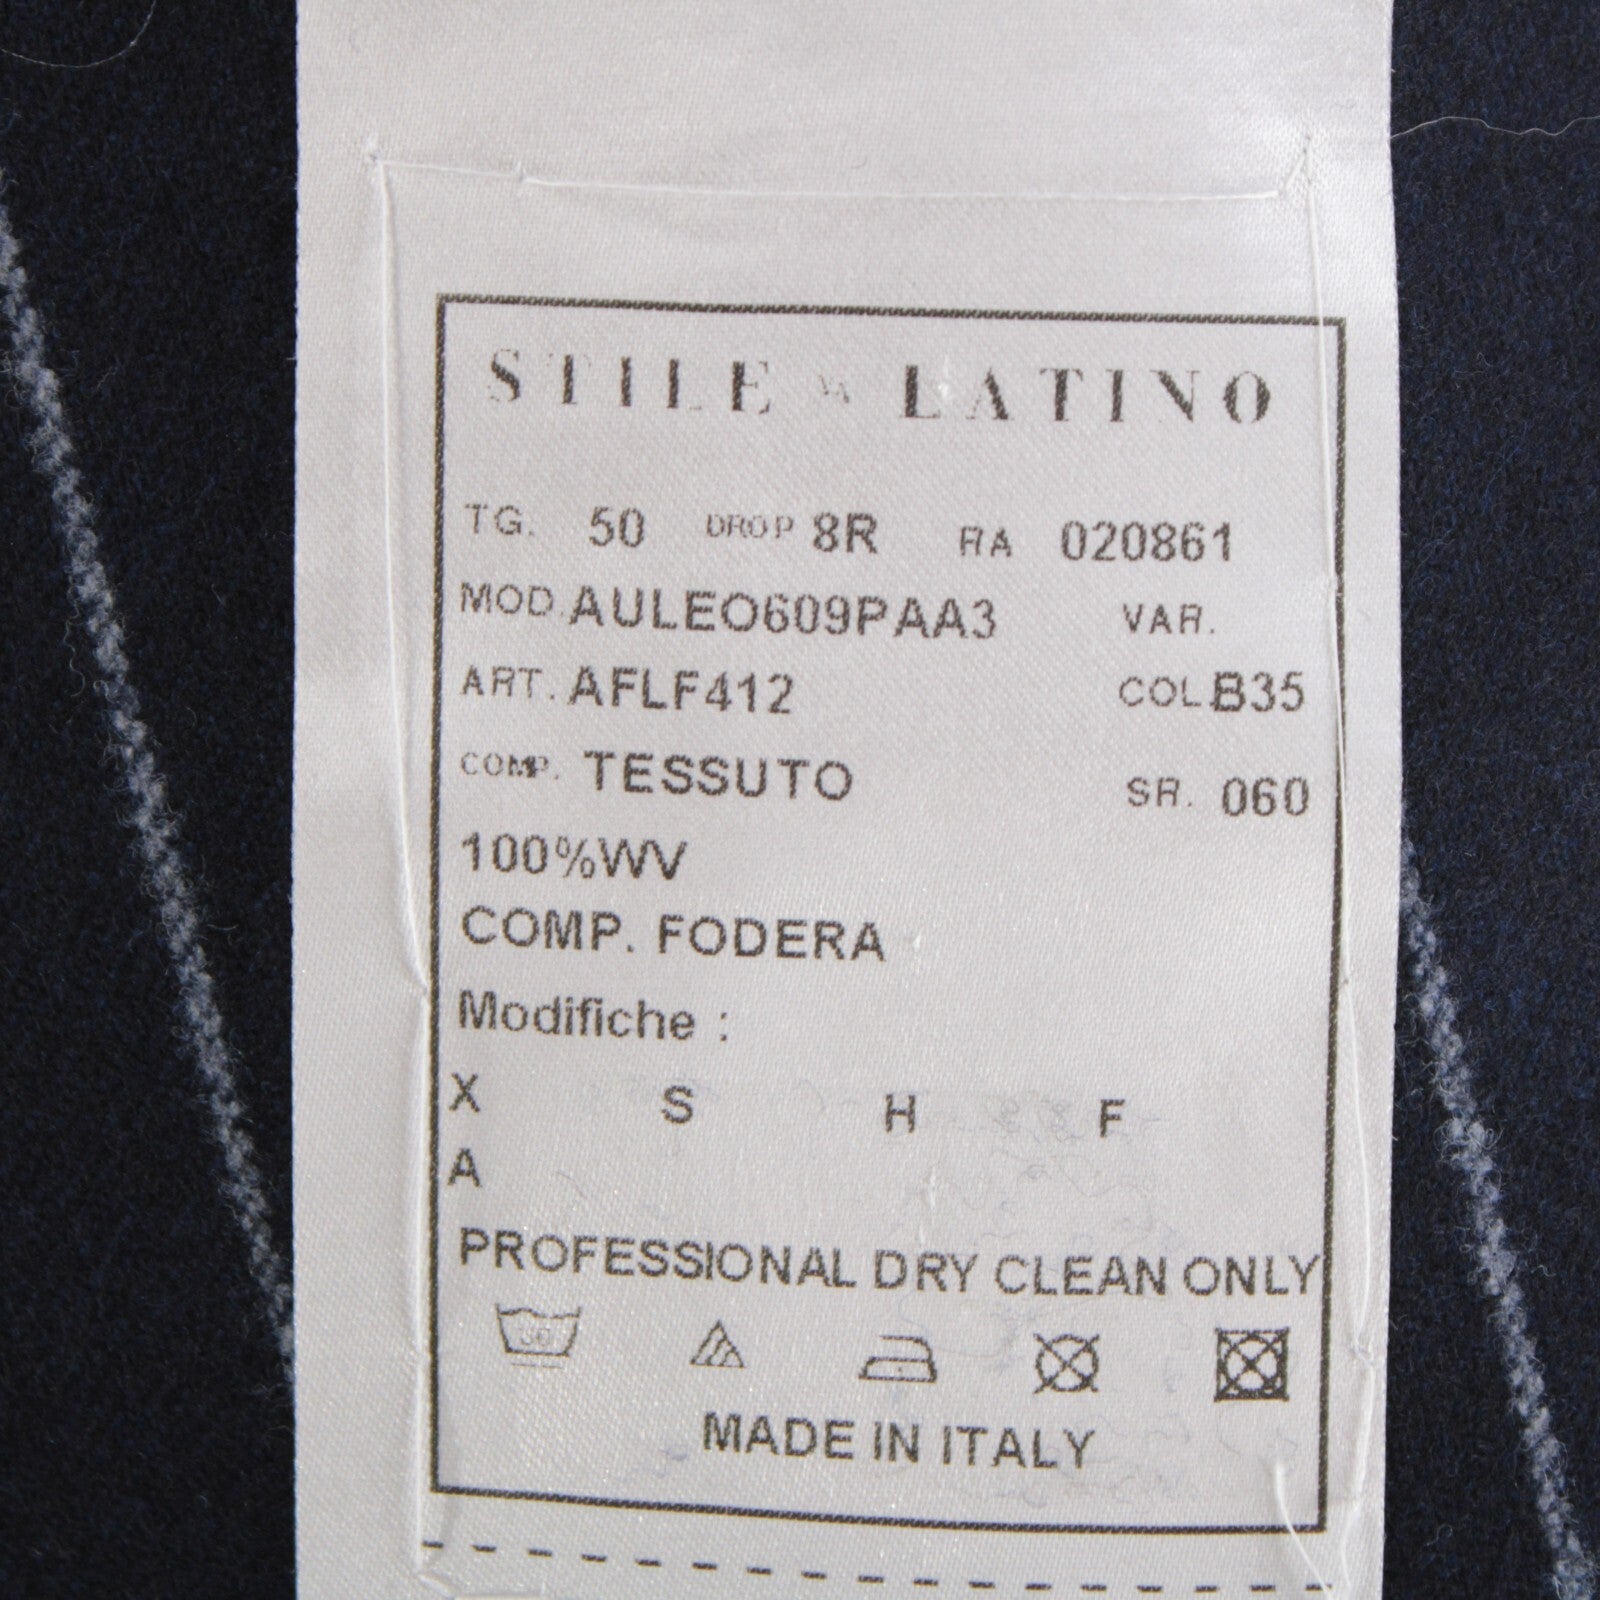 STILE LATINO
TG. 50 DROP 8R RA 020861
MOD. AULEO609PAA3 VAR.
ART. AFLF412 COL. B35
COMP. TESSUTO SR. 060
100%WV
COMP. FODERA
Modifiche :
X S H F
A
PROFESSIONAL DRY CLEAN ONLY
30
MADE IN ITALY